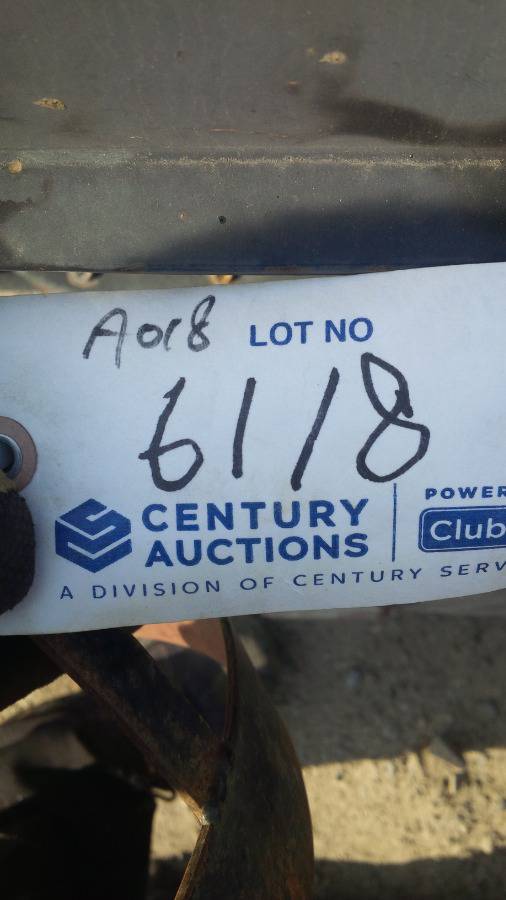 A018 LOT NO
6118
CENTURY
AUCTIONS
POWER
Club
A DIVISION OF CENTURY SERV